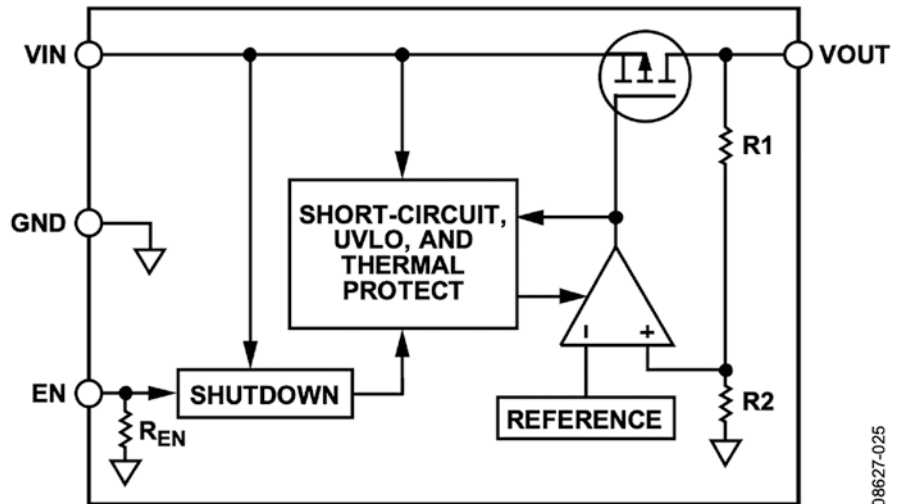 VIN
VOUT
R1
GND
SHORT-CIRCUIT,
UVLO, AND
THERMAL
PROTECT
- +
EN
SHUTDOWN
REN
REFERENCE
R2
08627-025